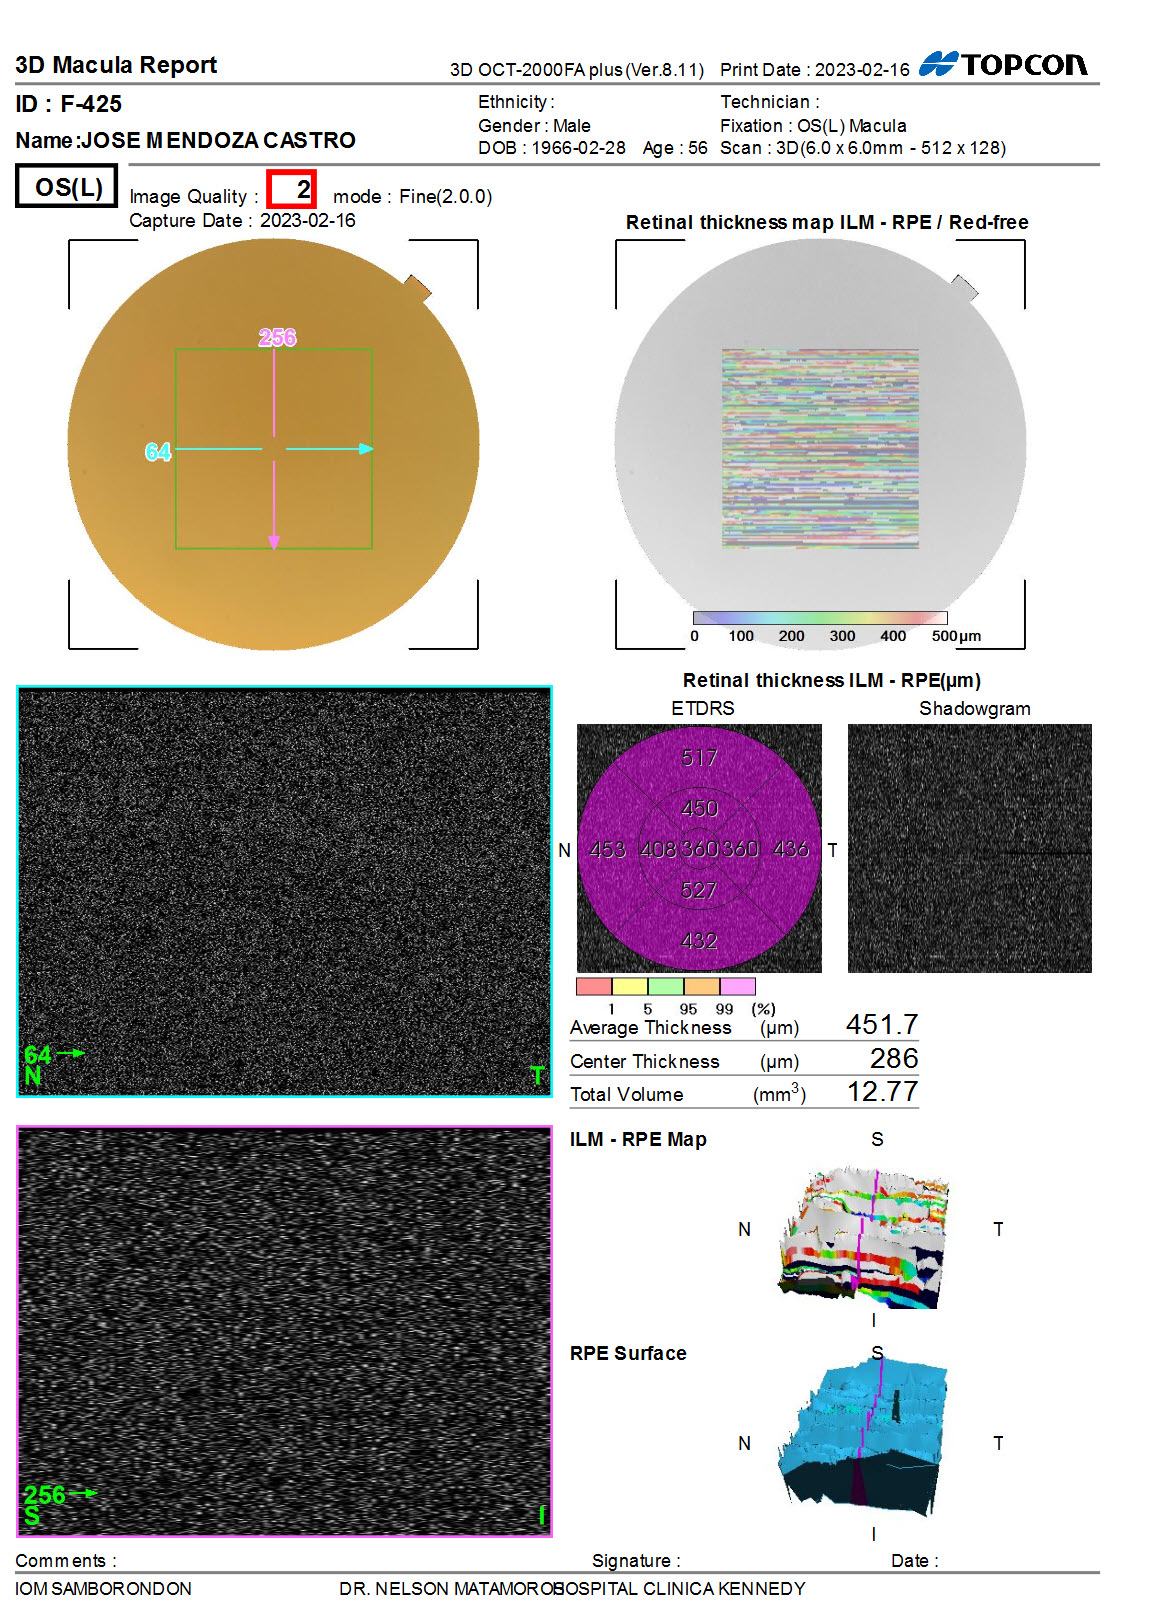 3D Macula Report
3D OCT-2000FA plus(Ver.8.11) Print Date : 2023-02-16 TOPCON
ID : F-425
Ethnicity :
Technician :
Gender : Male
Fixation : OS(L) Macula
Name:JOSE MENDOZA CASTRO
DOB : 1966-02-28 Age : 56 Scan : 3D(6.0 x 6.0mm - 512 x 128)
OS(L)
Image Quality : 2 mode : Fine(2.0.0)
Capture Date : 2023-02-16
Retinal thickness map ILM - RPE / Red-free
256
64
0 100 200 300 400 500μm
Retinal thickness ILM - RPE(μm)
ETDRS
Shadowgram
517
450
N 453 408 360 360 436 T
527
432
1 5 95 99 (%)
Average Thickness (μm) 451.7
Center Thickness (μm) 286
Total Volume (mm3) 12.77
64
N T
ILM - RPE Map
S
N T
I
RPE Surface
S
N T
I
256
S I
Comments :
Signature :
Date :
IOM SAMBORONDON
DR. NELSON MATAMOROS
HOSPITAL CLINICA KENNEDY